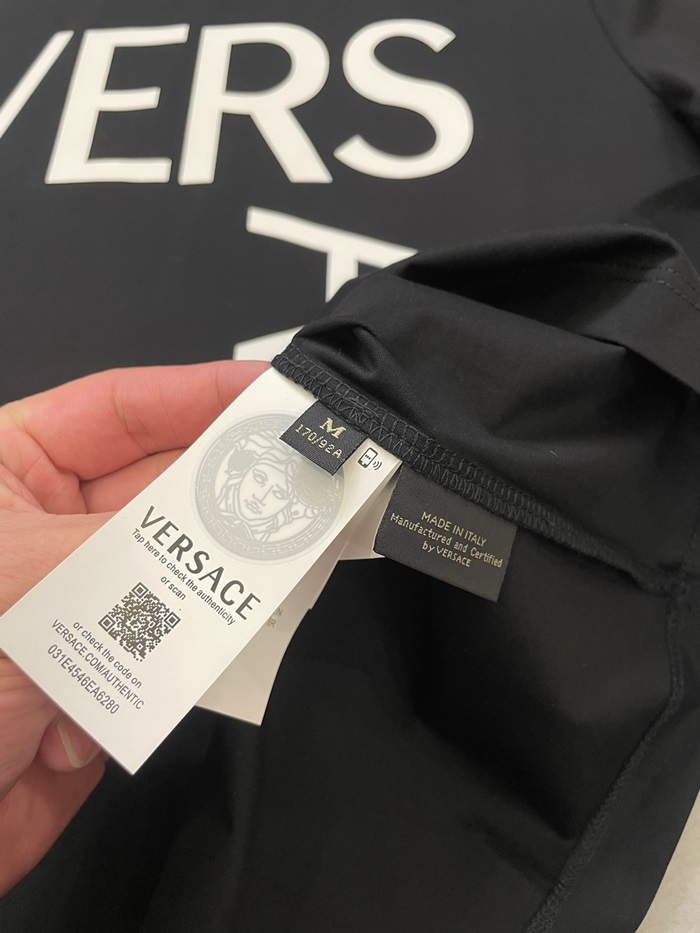 VERS
M
170/92A
MADE IN ITALY
Manufactured and Certified
by VERSACE
VERSACE
Tap here to check the authenticity
or scan
or check the code on
VERSACE.COM/AUTHENTIC
031E4546EA6280